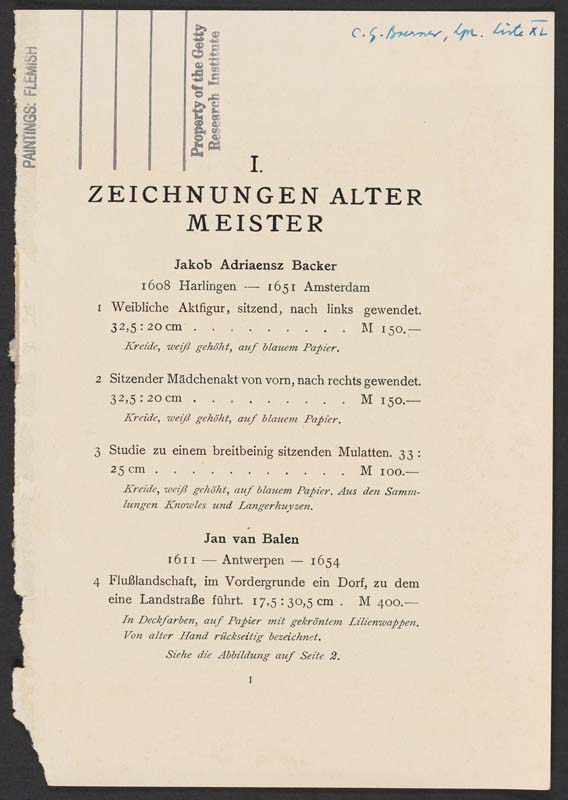 C. G. Boerner, Lpz. Liste XL
PAINTINGS: FLEMISH
Property of the Getty
Research Institute
I.
ZEICHNUNGEN ALTER
MEISTER
Jakob Adriaensz Backer
1608 Harlingen — 1651 Amsterdam
1 Weibliche Aktfigur, sitzend, nach links gewendet.
32,5 : 20 cm . . . . . . . . . M 150.—
Kreide, weiß gehöht, auf blauem Papier.
2 Sitzender Mädchenakt von vorn, nach rechts gewendet.
32,5 : 20 cm . . . . . . . . . M 150.—
Kreide, weiß gehöht, auf blauem Papier.
3 Studie zu einem breitbeinig sitzenden Mulatten. 33 :
25 cm . . . . . . . . . . . M 100.—
Kreide, weiß gehöht, auf blauem Papier. Aus den Samm-
lungen Knowles und Langerhuyzen.
Jan van Balen
1611 — Antwerpen — 1654
4 Flußlandschaft, im Vordergrunde ein Dorf, zu dem
eine Landstraße führt. 17,5 : 30,5 cm . M 400.—
In Deckfarben, auf Papier mit gekröntem Lilienwappen.
Von alter Hand rückseitig bezeichnet.
Siehe die Abbildung auf Seite 2.
1